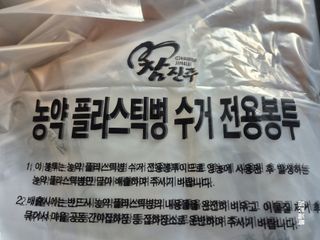 참진주
농약 플라스틱병 수거 전용봉투
1) 이 봉투는 농약 플라스틱병 수거 전용봉투이므로 영농에 사용된 후 발생하는
농약 플라스틱병만 담아 배출하여 주시기 바랍니다.
2) 배출시에는 반드시 농약 플라스틱병의 내용물을 완전히 비우고 이물질 제거 후
묶어서 마을 공동 간이집하장 등 집하장소로 운반하여 주시기 바랍니다.